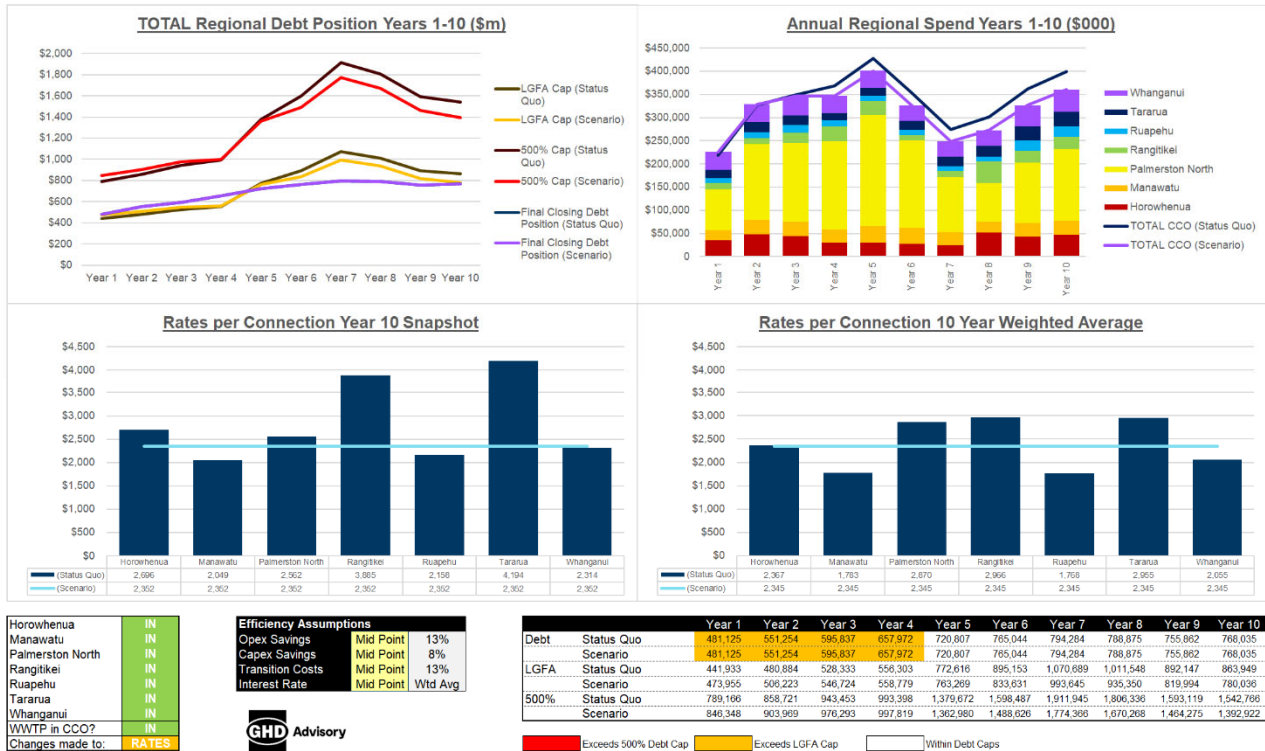 TOTAL Regional Debt Position Years 1-10 ($m)
$2,000
$1,800
$1,600
$1,400
$1,200
$1,000
$800
$600
$400
$200
$0
Year 1 Year 2 Year 3 Year 4 Year 5 Year 6 Year 7 Year 8 Year 9 Year 10
LGFA Cap (Status Quo)
LGFA Cap (Scenario)
500% Cap (Status Quo)
500% Cap (Scenario)
Final Closing Debt Position (Status Quo)
Final Closing Debt Position (Scenario)
Annual Regional Spend Years 1-10 ($000)
$450,000
$400,000
$350,000
$300,000
$250,000
$200,000
$150,000
$100,000
$50,000
0
Year 1 Year 2 Year 3 Year 4 Year 5 Year 6 Year 7 Year 8 Year 9 Year 10
Whanganui
Tararua
Ruapehu
Rangitikei
Palmerston North
Manawatu
Horowhenua
TOTAL CCO (Status Quo)
TOTAL CCO (Scenario)
Rates per Connection Year 10 Snapshot
$4,500
$4,000
$3,500
$3,000
$2,500
$2,000
$1,500
$1,000
$500
$0
Horowhenua Manawatu Palmerston North Rangitikei Ruapehu Tararua Whanganui
(Status Quo) 2,696 2,049 2,562 3,885 2,158 4,194 2,314
(Scenario) 2,352 2,352 2,352 2,352 2,352 2,352 2,352
Rates per Connection 10 Year Weighted Average
$4,500
$4,000
$3,500
$3,000
$2,500
$2,000
$1,500
$1,000
$500
$0
Horowhenua Manawatu Palmerston North Rangitikei Ruapehu Tararua Whanganui
(Status Quo) 2,367 1,783 2,870 2,966 1,768 2,955 2,055
(Scenario) 2,345 2,345 2,345 2,345 2,345 2,345 2,345
Horowhenua IN
Manawatu IN
Palmerston North IN
Rangitikei IN
Ruapehu IN
Tararua IN
Whanganui IN
WWTP in CCO? IN
Changes made to: RATES
Efficiency Assumptions
Opex Savings Mid Point 13%
Capex Savings Mid Point 8%
Transition Costs Mid Point 13%
Interest Rate Mid Point Wtd Avg
GHD Advisory
Year 1 Year 2 Year 3 Year 4 Year 5 Year 6 Year 7 Year 8 Year 9 Year 10
Debt Status Quo 481,125 551,254 595,837 657,972 720,807 765,044 794,284 788,875 755,862 768,035
Scenario 481,125 551,254 595,837 657,972 720,807 765,044 794,284 788,875 755,862 768,035
LGFA Status Quo 441,933 480,884 528,333 556,303 772,616 895,153 1,070,689 1,011,548 892,147 863,949
Scenario 473,955 506,223 546,724 558,779 763,269 833,631 993,645 935,350 819,994 780,036
500% Status Quo 789,166 858,721 943,453 993,398 1,379,672 1,598,487 1,911,945 1,806,336 1,593,119 1,542,766
Scenario 846,348 903,969 976,293 997,819 1,362,980 1,488,626 1,774,366 1,670,268 1,464,275 1,392,922
Exceeds 500% Debt Cap Exceeds LGFA Cap Within Debt Caps